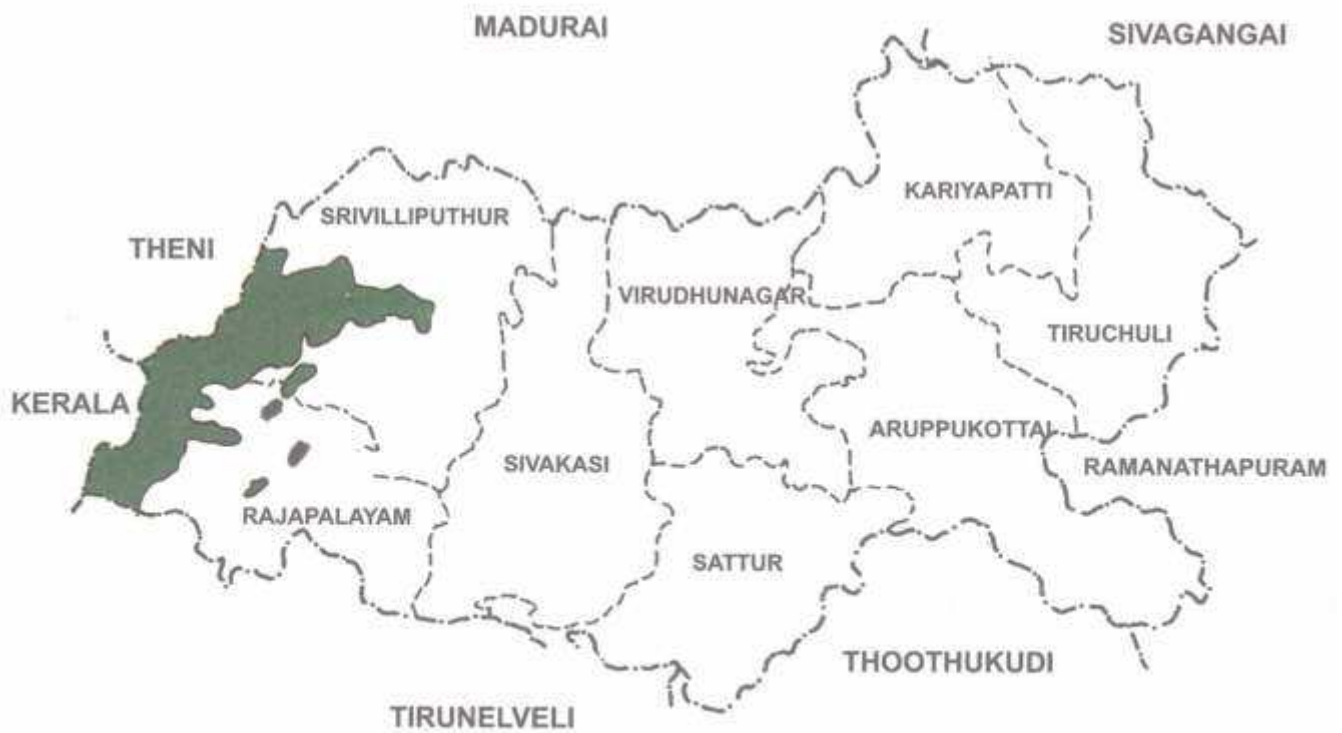 MADURAI
SIVAGANGAI
KARIYAPATTI
SRIVILLIPUTHUR
THENI
VIRUDHUNAGAR
TIRUCHULI
KERALA
ARUPPUKOTTAI
SIVAKASI
RAMANATHAPURAM
RAJAPALAYAM
SATTUR
THOOTHUKUDI
TIRUNELVELI